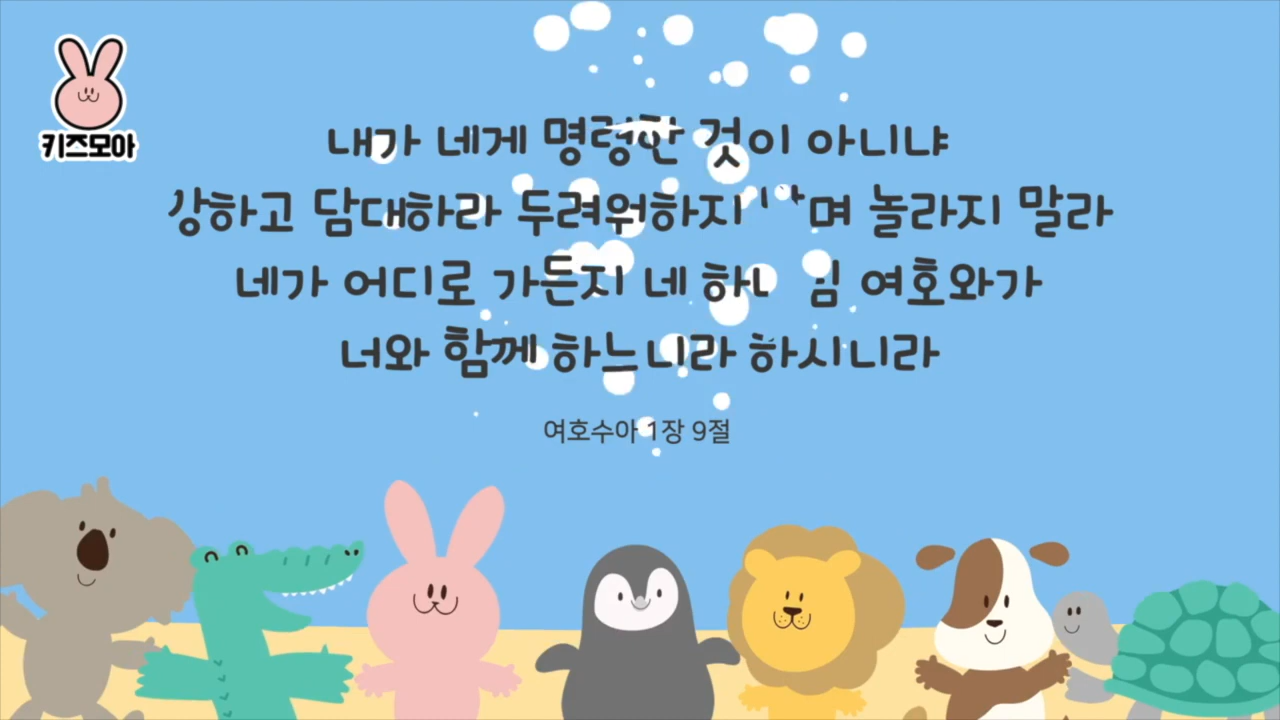 키즈모아
내가 네게 명령한 것이 아니냐
담대하라 두려워하지 놀라지 말라
네가 어디로 가든지 네 여호와가
너와 함께 하느니라 하시니라
여호수아 1장 9절